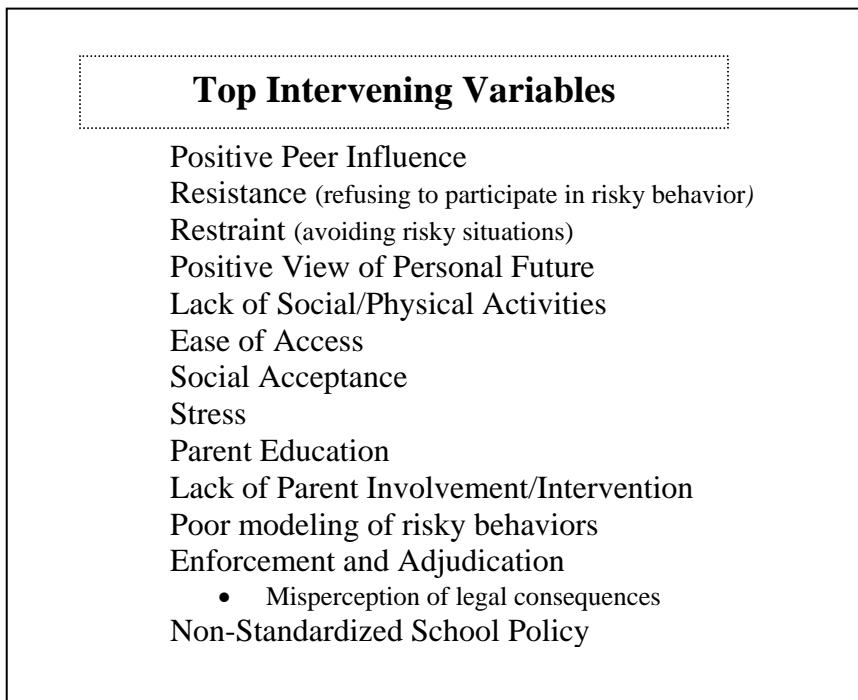 Top Intervening Variables
Positive Peer Influence
Resistance (refusing to participate in risky behavior)
Restraint (avoiding risky situations)
Positive View of Personal Future
Lack of Social/Physical Activities
Ease of Access
Social Acceptance
Stress
Parent Education
Lack of Parent Involvement/Intervention
Poor modeling of risky behaviors
Enforcement and Adjudication
• Misperception of legal consequences
Non-Standardized School Policy